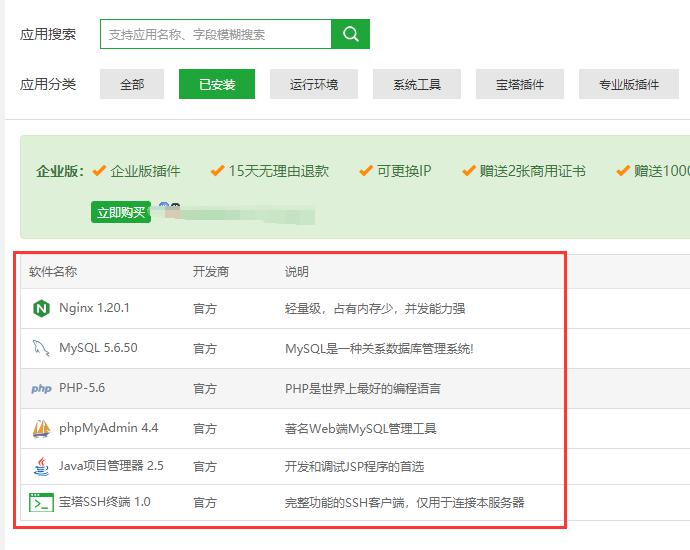 应用搜索 支持应用名称、字段模糊搜索
应用分类 全部 已安装 运行环境 系统工具 宝塔插件 专业版插件
企业版： 企业版插件 15天无理由退款 可更换IP 赠送2张商用证书 赠送1000
立即购买
软件名称 开发商 说明
Nginx 1.20.1 官方 轻量级，占有内存少，并发能力强
MySQL 5.6.50 官方 MySQL是一种关系数据库管理系统!
php PHP-5.6 官方 PHP是世界上最好的编程语言
phpMyAdmin 4.4 官方 著名Web端MySQL管理工具
Java项目管理器 2.5 官方 开发和调试JSP程序的首选
宝塔SSH终端 1.0 官方 完整功能的SSH客户端，仅用于连接本服务器